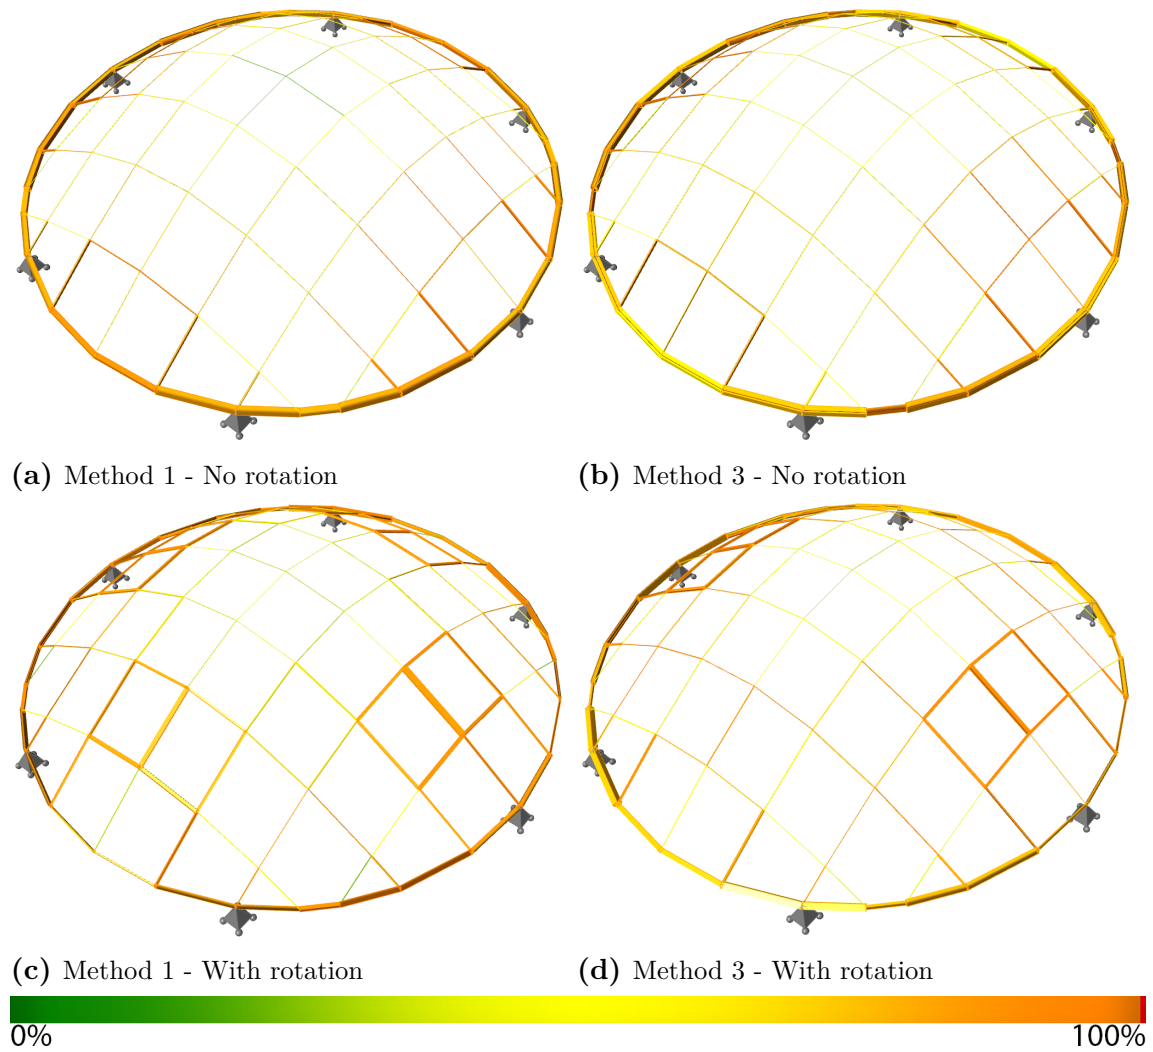 (a) Method 1 - No rotation
(b) Method 3 - No rotation
(c) Method 1 - With rotation
(d) Method 3 - With rotation
0% 100%